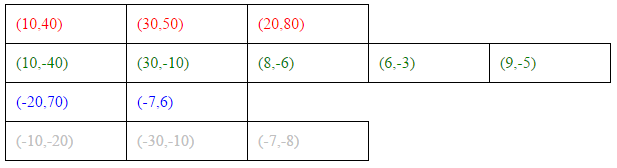 (10,40) (30,50) (20,80)
(10,-40) (30,-10) (8,-6) (6,-3) (9,-5)
(-20,70) (-7,6)
(-10,-20) (-30,-10) (-7,-8)